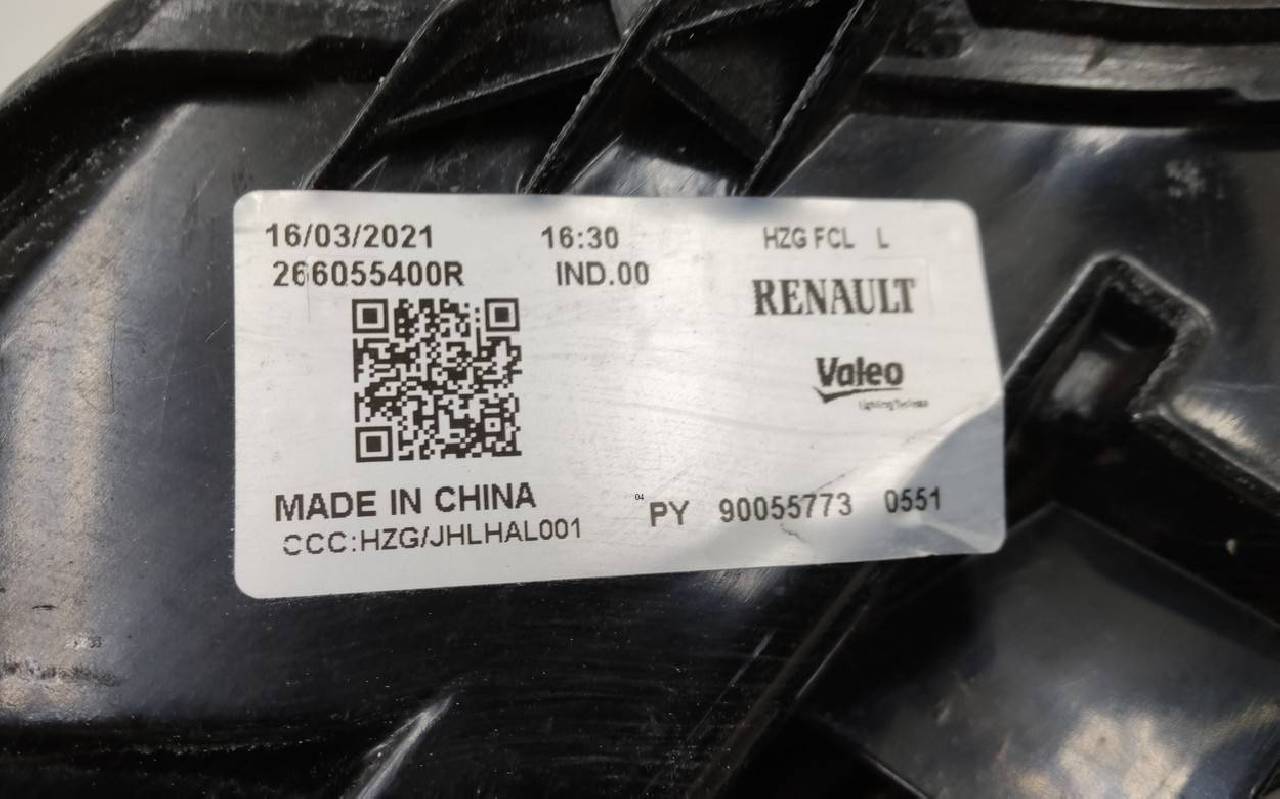 16/03/2021 16:30 HZG FCL L
266055400R IND.00
RENAULT
Valeo
MADE IN CHINA
04 PY 90055773 0551
CCC:HZG/JHLHAL001